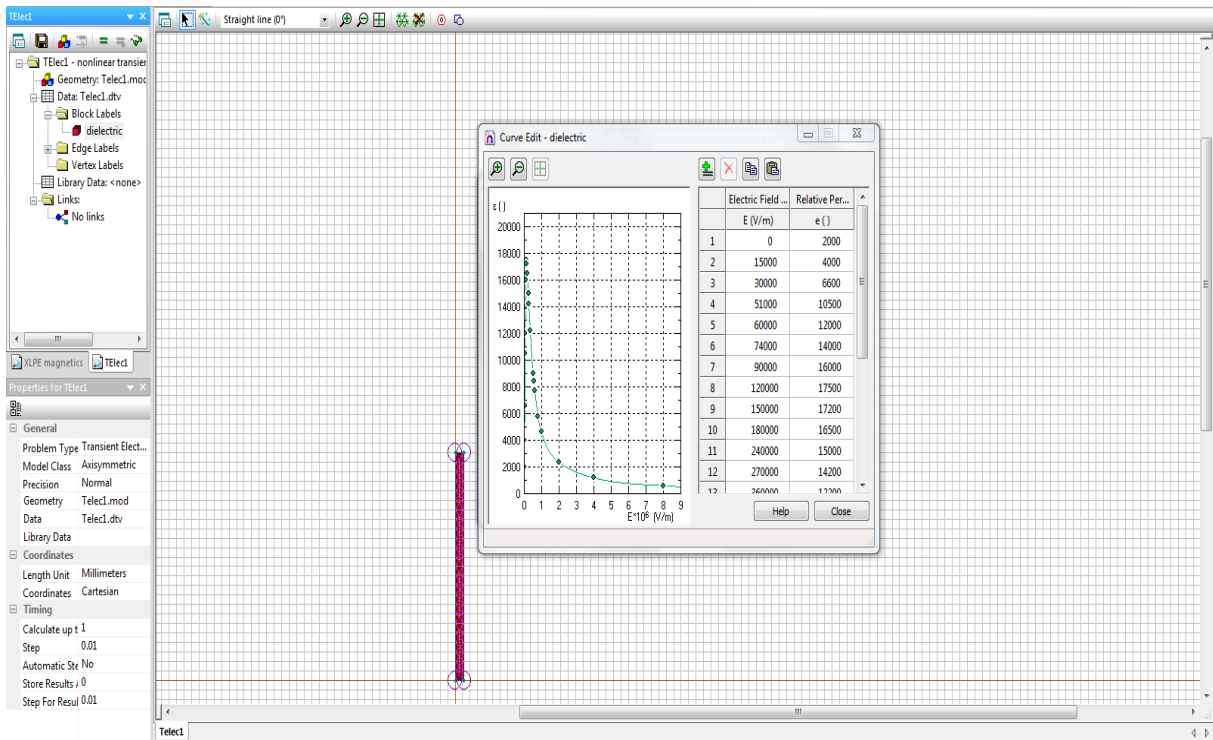 TElec1
Straight line (0°)
TElec1 - nonlinear transier
Geometry: Telec1.moc
Data: Telec1.dtv
Block Labels
dielectric
Edge Labels
Vertex Labels
Library Data: <none>
Links:
No links
XLPE magnetics
TElec1
Properties for TElec1
General
Problem Type Transient Elect...
Model Class Axisymmetric
Precision Normal
Geometry Telec1.mod
Data Telec1.dtv
Library Data
Coordinates
Length Unit Millimeters
Coordinates Cartesian
Timing
Calculate up t 1
Step 0.01
Automatic Ste No
Store Results 0
Step For Resul 0.01
Telec1
Curve Edit - dielectric
ε ( )
20000
18000
16000
14000
12000
10000
8000
6000
4000
2000
0
0 1 2 3 4 5 6 7 8 9
E*10⁶ (V/m)
Electric Field ... Relative Per...
E (V/m) e ( )
1 0 2000
2 15000 4000
3 30000 6600
4 51000 10500
5 60000 12000
6 74000 14000
7 90000 16000
8 120000 17500
9 150000 17200
10 180000 16500
11 240000 15000
12 270000 14200
13 360000 12200
Help Close